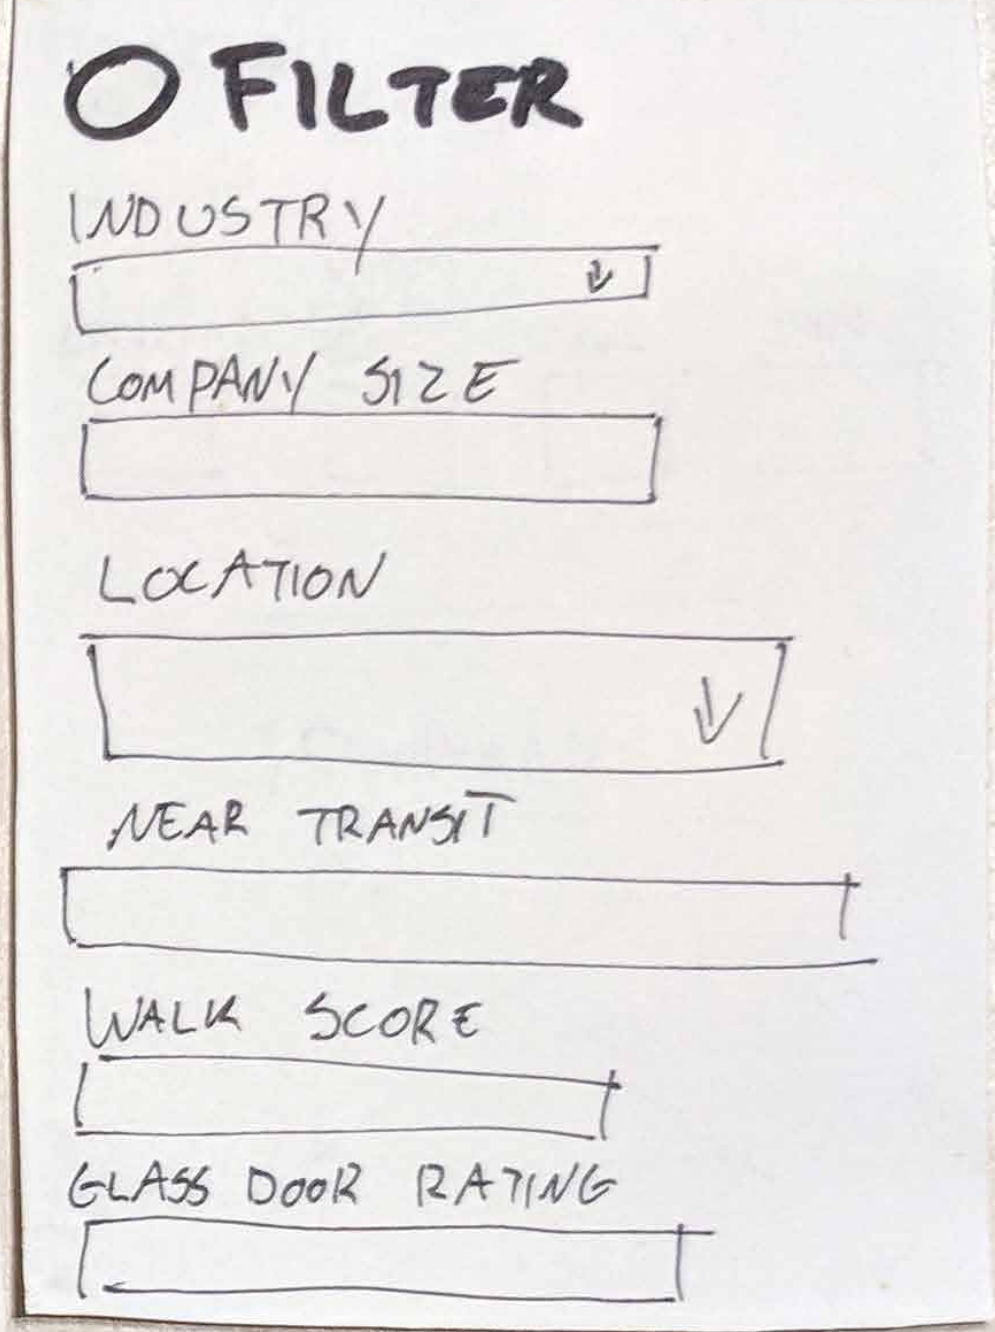 O FILTER
INDUSTRY
COMPANY SIZE
LOCATION
NEAR TRANSIT
WALK SCORE
GLASS DOOR RATING